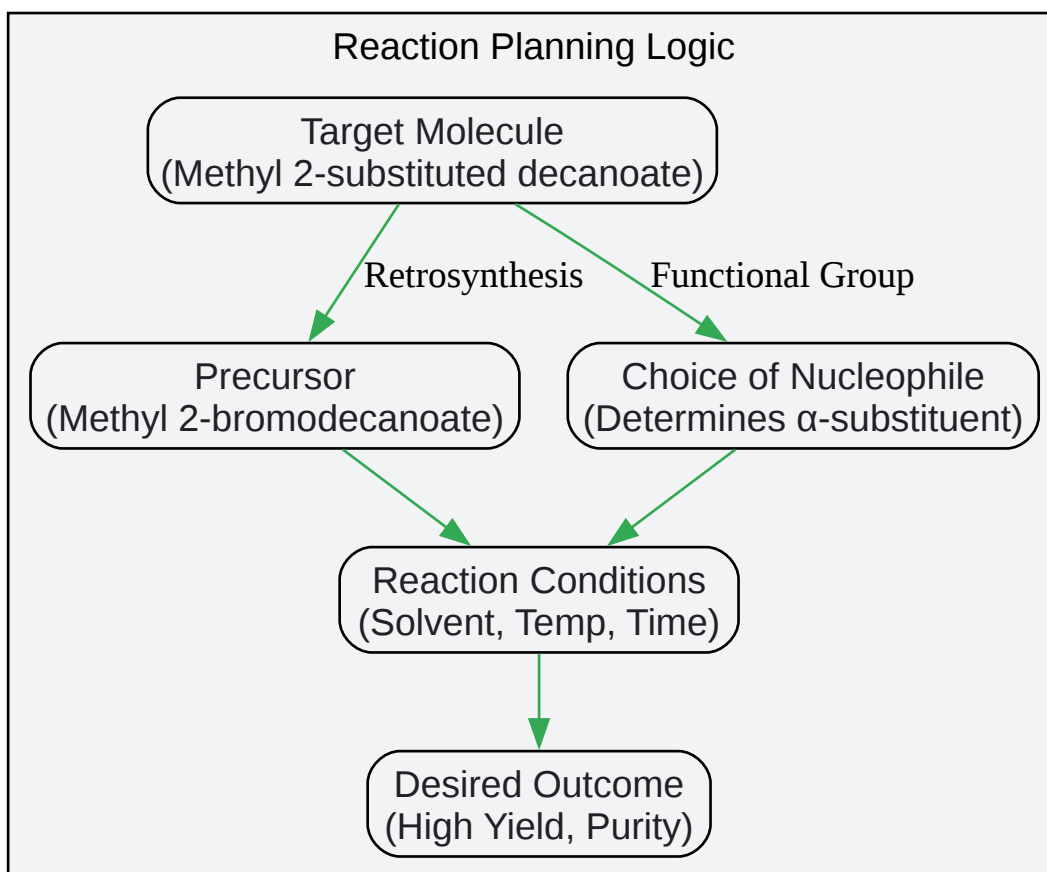 Reaction Planning Logic
Target Molecule
(Methyl 2-substituted decanoate)
Retrosynthesis
Functional Group
Precursor
(Methyl 2-bromodecanoate)
Choice of Nucleophile
(Determines α-substituent)
Reaction Conditions
(Solvent, Temp, Time)
Desired Outcome
(High Yield, Purity)